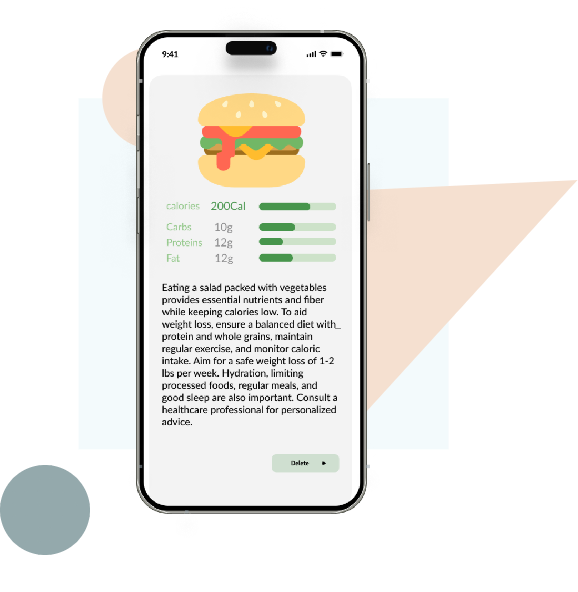 9:41
calories 200Cal
Carbs 10g
Proteins 12g
Fat 12g
Eating a salad packed with vegetables
provides essential nutrients and fiber
while keeping calories low. To aid
weight loss, ensure a balanced diet with_
protein and whole grains, maintain
regular exercise, and monitor caloric
intake. Aim for a safe weight loss of 1-2
lbs per week. Hydration, limiting
processed foods, regular meals, and
good sleep are also important. Consult a
healthcare professional for personalized
advice.
Delete